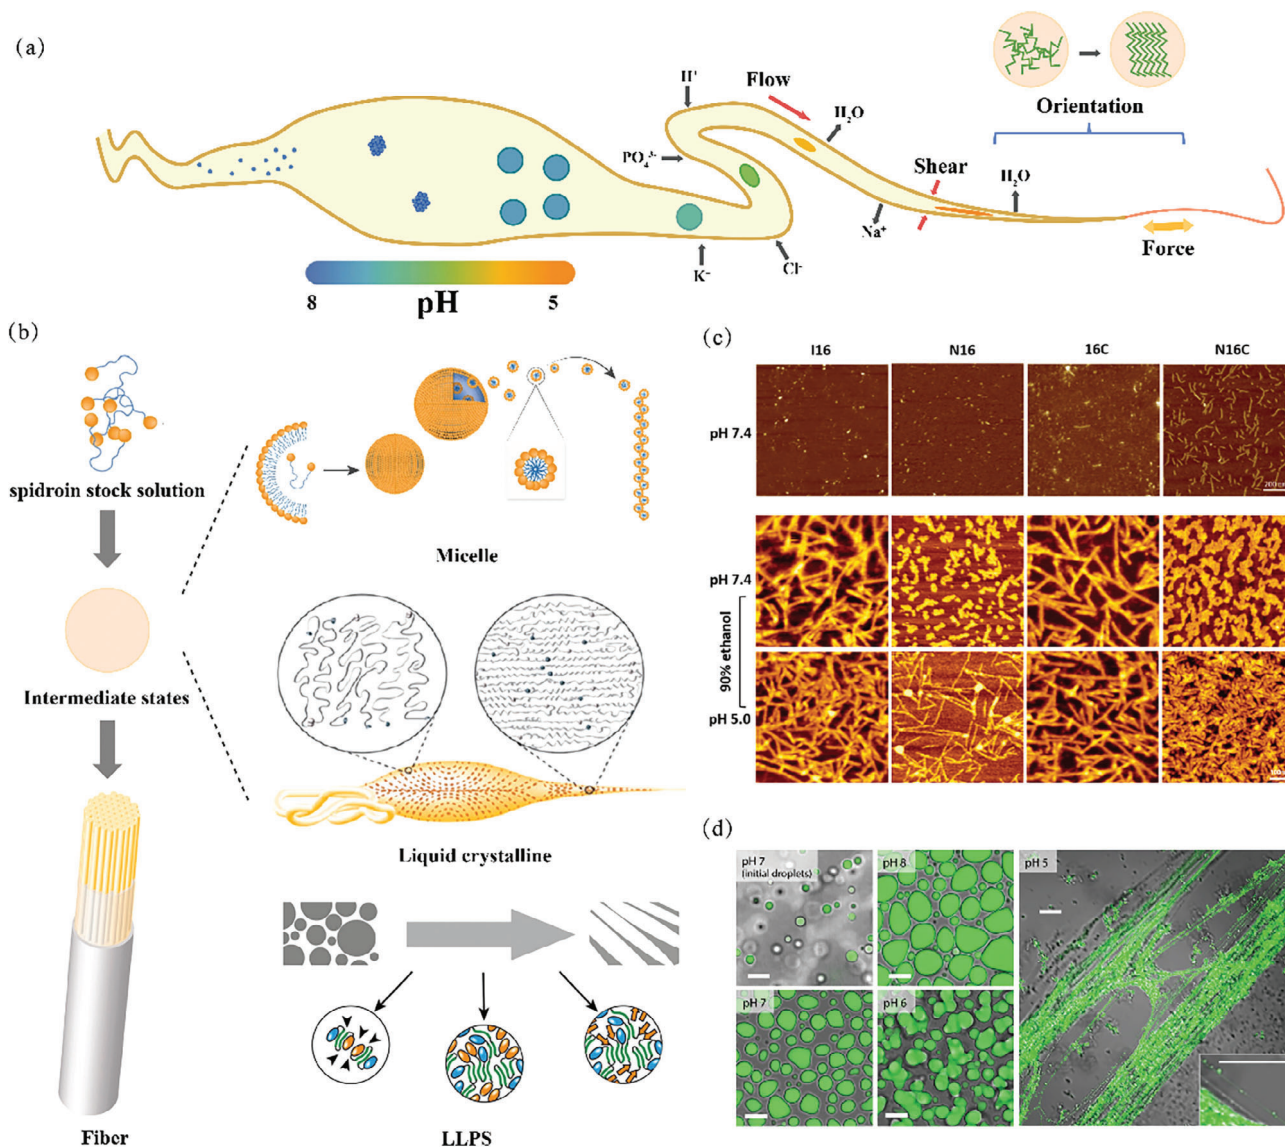 (a)
H⁺
Flow
H₂O
Orientation
PO₄³⁻
Shear
H₂O
Na⁺
K⁻
Cl⁻
Force
8
pH
5
(b)
spidroin stock solution
Intermediate states
Fiber
Micelle
Liquid crystalline
LLPS
(c)
I16
N16
16C
N16C
pH 7.4
pH 7.4
90% ethanol
pH 5.0
(d)
pH 7
(initial droplets)
pH 8
pH 5
pH 7
pH 6